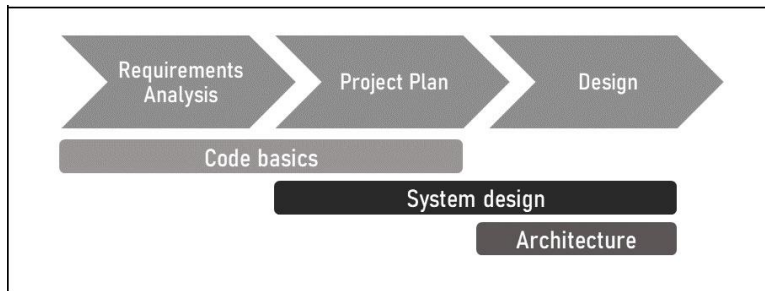 Requirements
Analysis
Project Plan
Design
Code basics
System design
Architecture